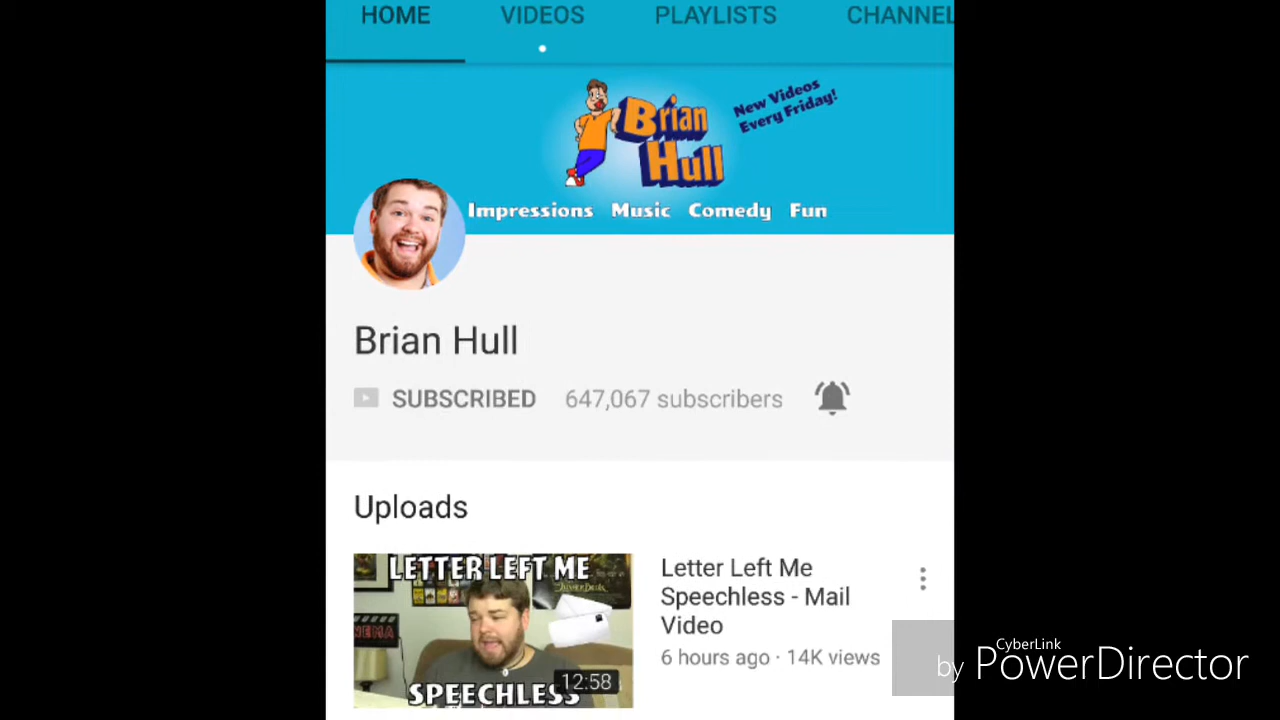 HOME VIDEOS PLAYLISTS CHANNEL
Brian
Hull
New Videos
Every Friday!
Impressions Music Comedy Fun
Brian Hull
SUBSCRIBED 647,067 subscribers
Uploads
LETTER LEFT ME
SPEECHLESS
12:58
Letter Left Me
Speechless - Mail
Video
6 hours ago · 14K views
CyberLink
by PowerDirector